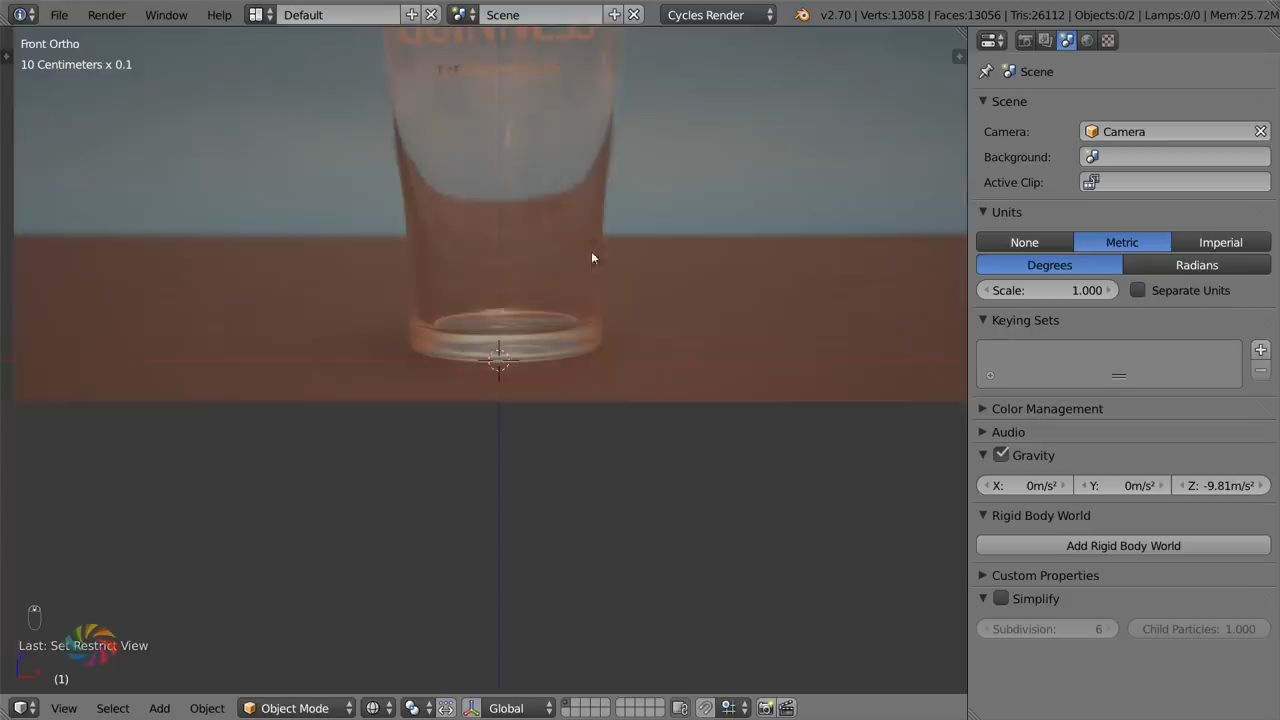 File Render Window Help Default Scene Cycles Render v2.70 | Verts:13058 | Faces:13056 | Tris:26112 | Objects:0/2 | Lamps:0/0 | Mem:25.72M
Front Ortho
10 Centimeters x 0.1
GUINNESS
Scene
Scene
Camera: Camera
Background:
Active Clip:
Units
None Metric Imperial
Degrees Radians
Scale: 1.000 Separate Units
Keying Sets
Color Management
Audio
Gravity
X: 0m/s² Y: 0m/s² Z: -9.81m/s²
Rigid Body World
Add Rigid Body World
Custom Properties
Simplify
Subdivision: 6 Child Particles: 1.000
Last: Set Restrict View
(1)
View Select Add Object Object Mode Global